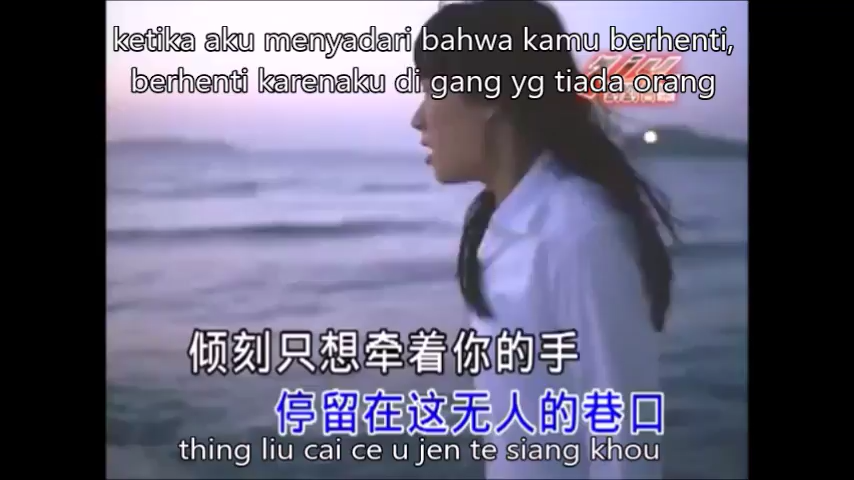 ketika aku menyadari bahwa kamu berhenti,
berhenti karenaku di gang yg tiada orang
倾刻只想牵着你的手
停留在这无人的巷口
thing liu cai ce u jen te siang khou